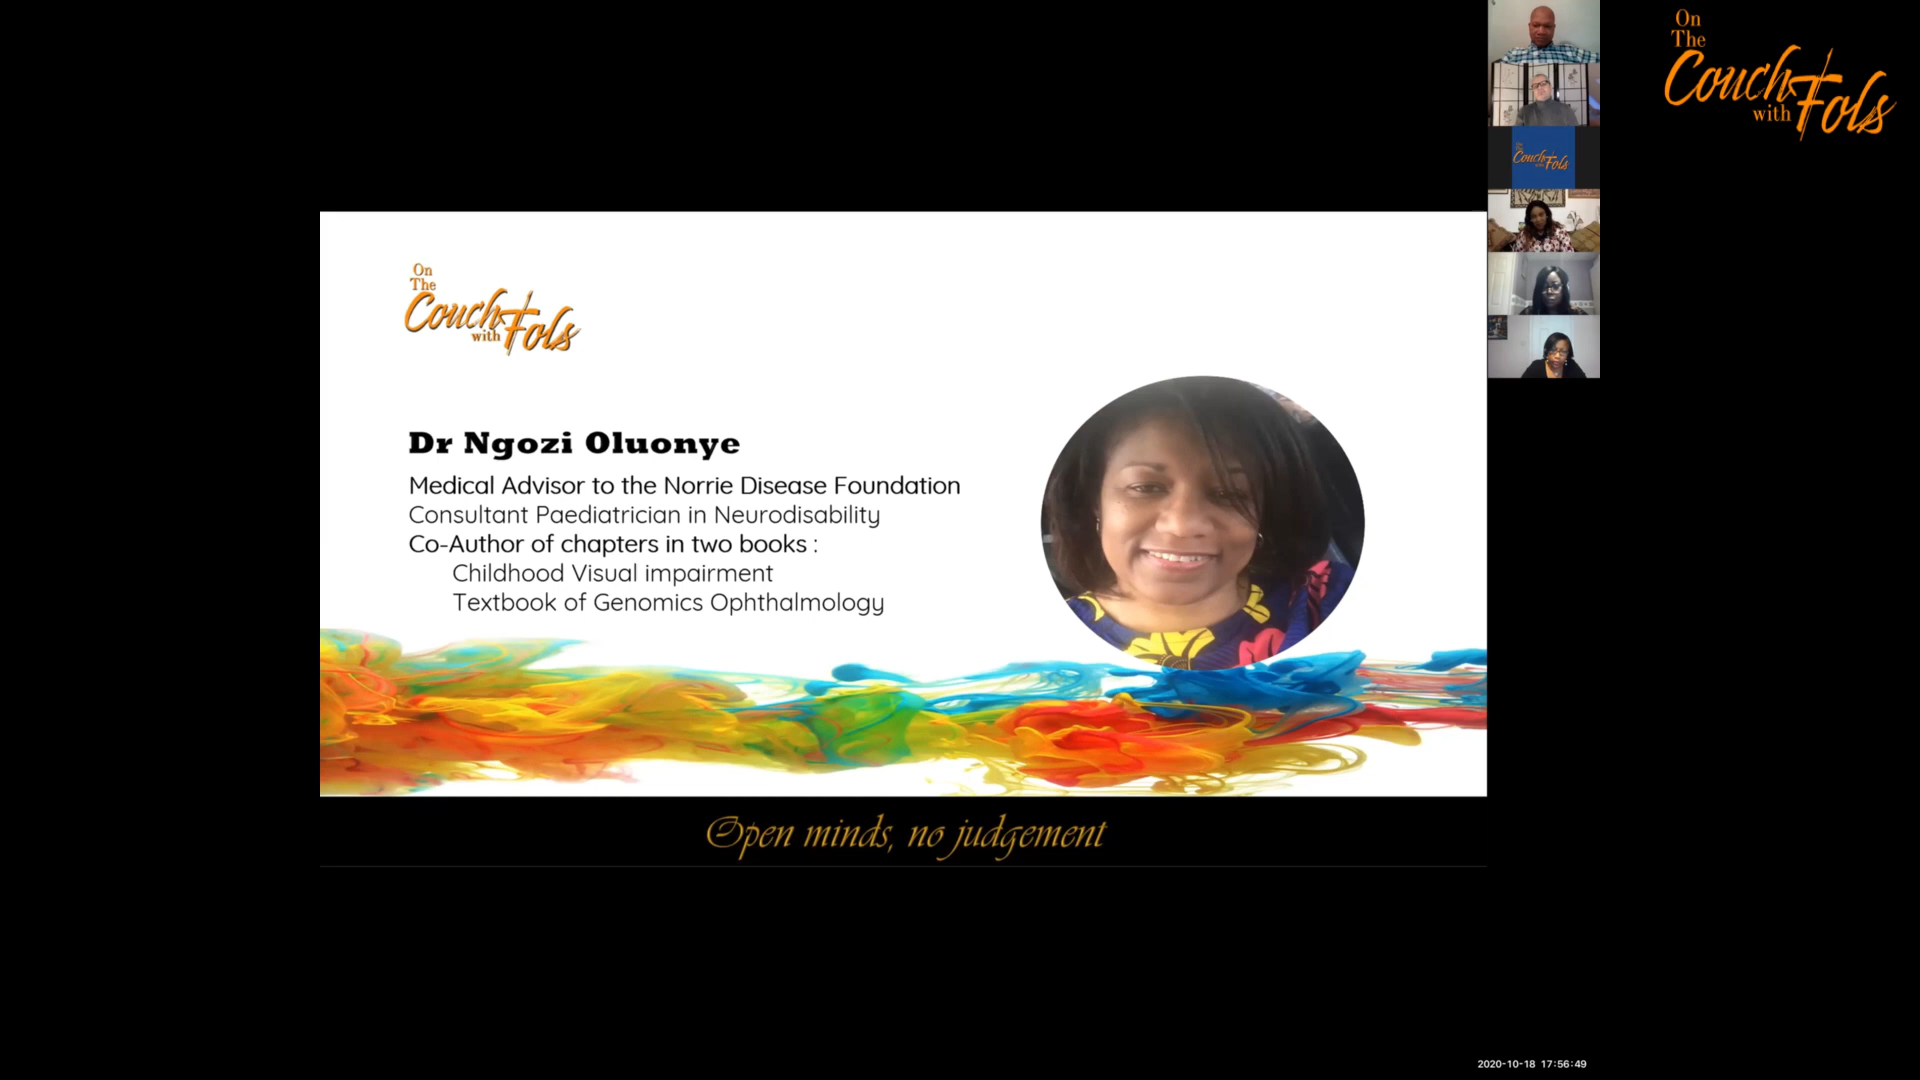 On
The
Couch
with Fols
On
The
Couch
with Fols
Couch
Fols
Dr Ngozi Oluonye
Medical Advisor to the Norrie Disease Foundation
Consultant Paediatrician in Neurodisability
Co-Author of chapters in two books :
Childhood Visual impairment
Textbook of Genomics Ophthalmology
Open minds, no judgement
2020-10-18 17:56:49